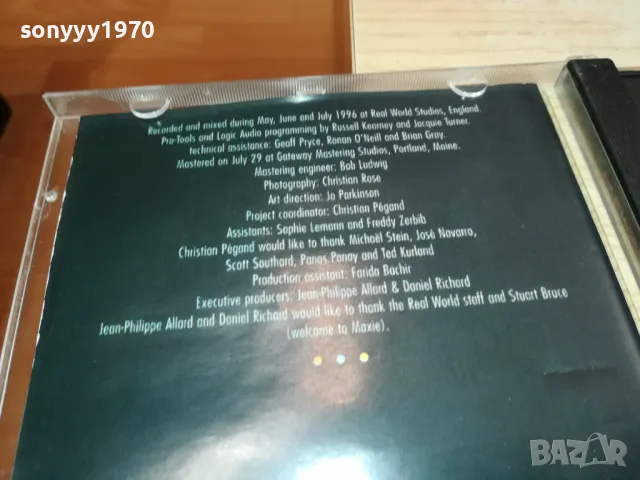 sonyyy1970
Recorded and mixed during May, June and July 1996 at Real World Studios, England.
Pro-Tools and Logic Audio programming by Russell Kearney and Jacquie Turner.
technical assistance: Geoff Pryce, Ronan O'Neill and Brian Gray.
Mastered on July 29 at Gateway Mastering Studios, Portland, Maine.
Mastering engineer: Bob Ludwig
Photography: Christian Rose
Art direction: Jo Parkinson
Project coordinator: Christian Pégand
Assistants: Sophie Lemann and Freddy Zerbib
Christian Pégand would like to thank Michaël Stein, José Navarro,
Scott Southard, Panos Panay and Ted Kurland
Production assistant: Farida Bachir
Executive producers: Jean-Philippe Allard & Daniel Richard
Jean-Philippe Allard and Daniel Richard would like to thank the Real World staff and Stuart Bruce
(welcome to Maxie).
BAZAR